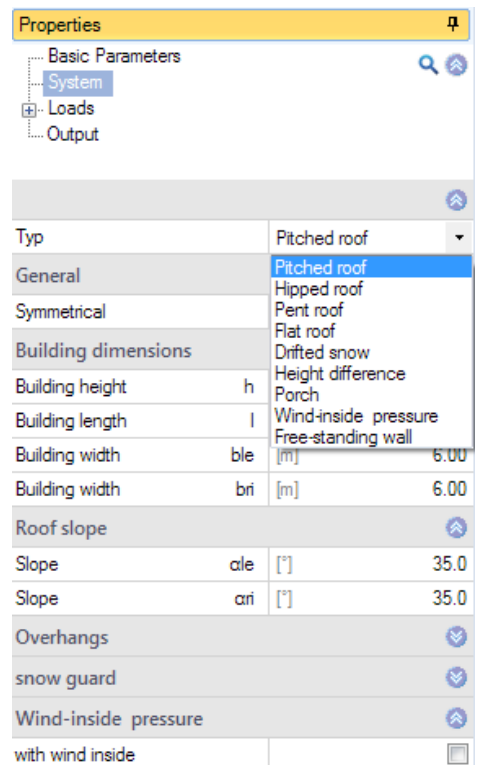 Properties
Basic Parameters
System
Loads
Output
Typ Pitched roof
Pitched roof
General
Hipped roof
Pent roof
Symmetrical
Flat roof
Drifted snow
Building dimensions
Height difference
Building height h
Porch
Wind-inside pressure
Building length l
Free-standing wall
Building width ble [m] 6.00
Building width bri [m] 6.00
Roof slope
Slope αle [°] 35.0
Slope αri [°] 35.0
Overhangs
snow guard
Wind-inside pressure
with wind inside